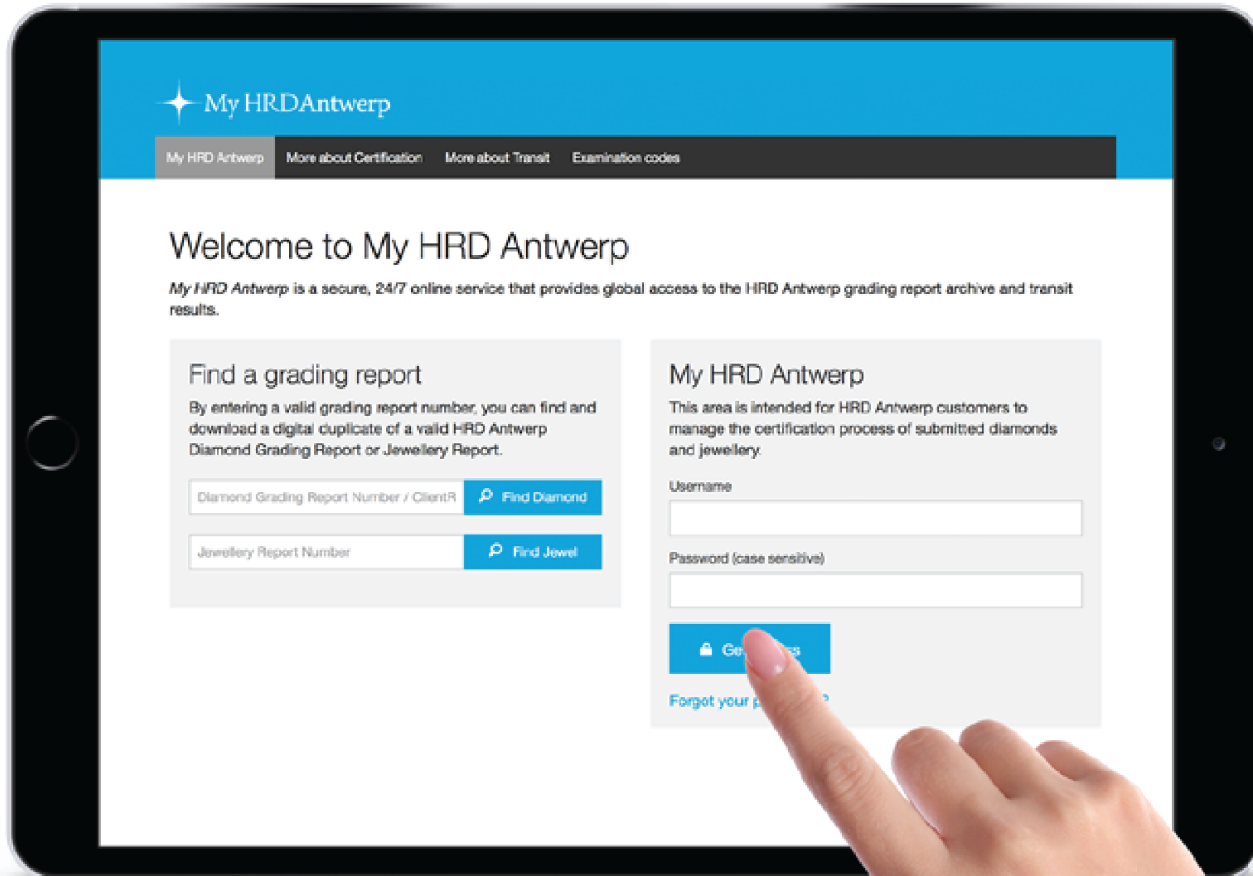 My HRDAntwerp
My HRD Antwerp More about Certification More about Transit Examination codes
Welcome to My HRD Antwerp
My HRD Antwerp is a secure, 24/7 online service that provides global access to the HRD Antwerp grading report archive and transit
results.
Find a grading report
By entering a valid grading report number, you can find and
download a digital duplicate of a valid HRD Antwerp
Diamond Grading Report or Jewellery Report.
Diamond Grading Report Number / ClientR Find Diamond
Jewellery Report Number Find Jewel
My HRD Antwerp
This area is intended for HRD Antwerp customers to
manage the certification process of submitted diamonds
and jewellery.
Username
Password (case sensitive)
Forgot your